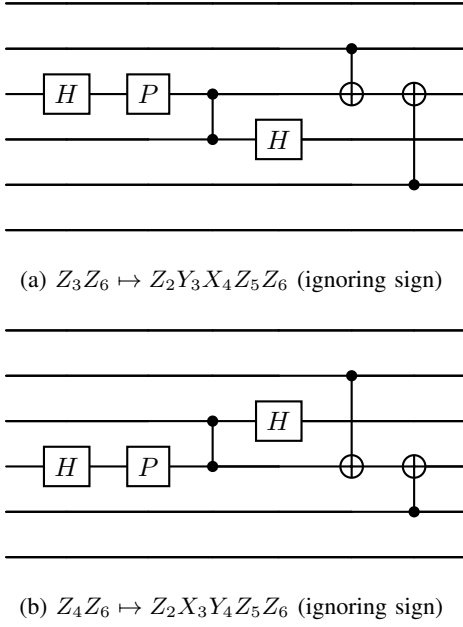 H P
H
(a) Z₃Z₆ ↦ Z₂Y₃X₄Z₅Z₆ (ignoring sign)
H
H P
(b) Z₄Z₆ ↦ Z₂X₃Y₄Z₅Z₆ (ignoring sign)